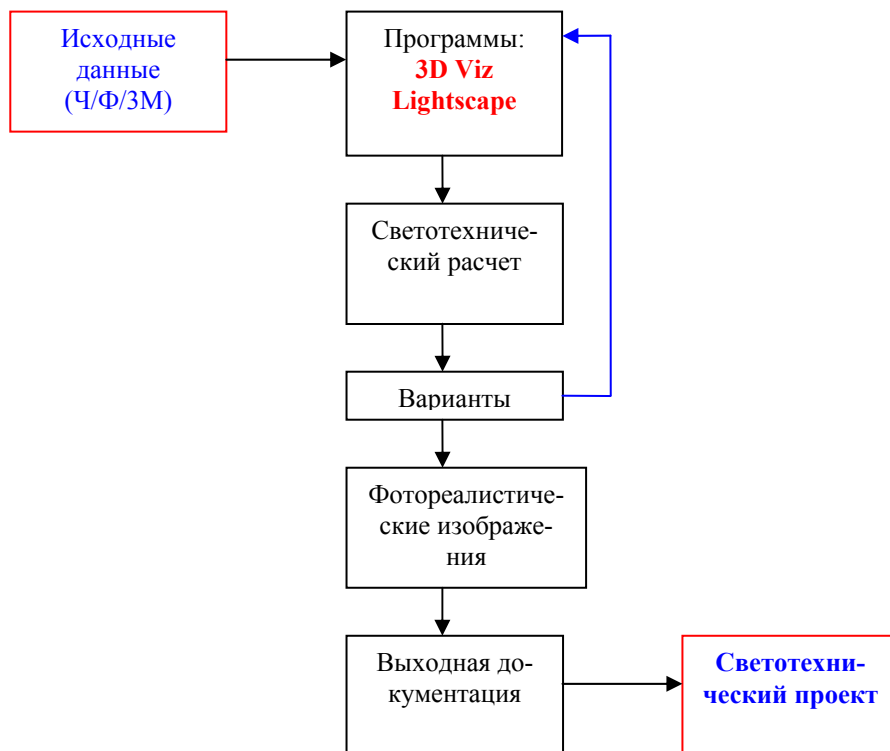 Исходные
данные
(Ч/Ф/3М)
Программы:
3D Viz
Lightscape
Светотехниче-
ский расчет
Варианты
Фотореалистиче-
ские изображе-
ния
Выходная до-
кументация
Светотехни-
ческий проект